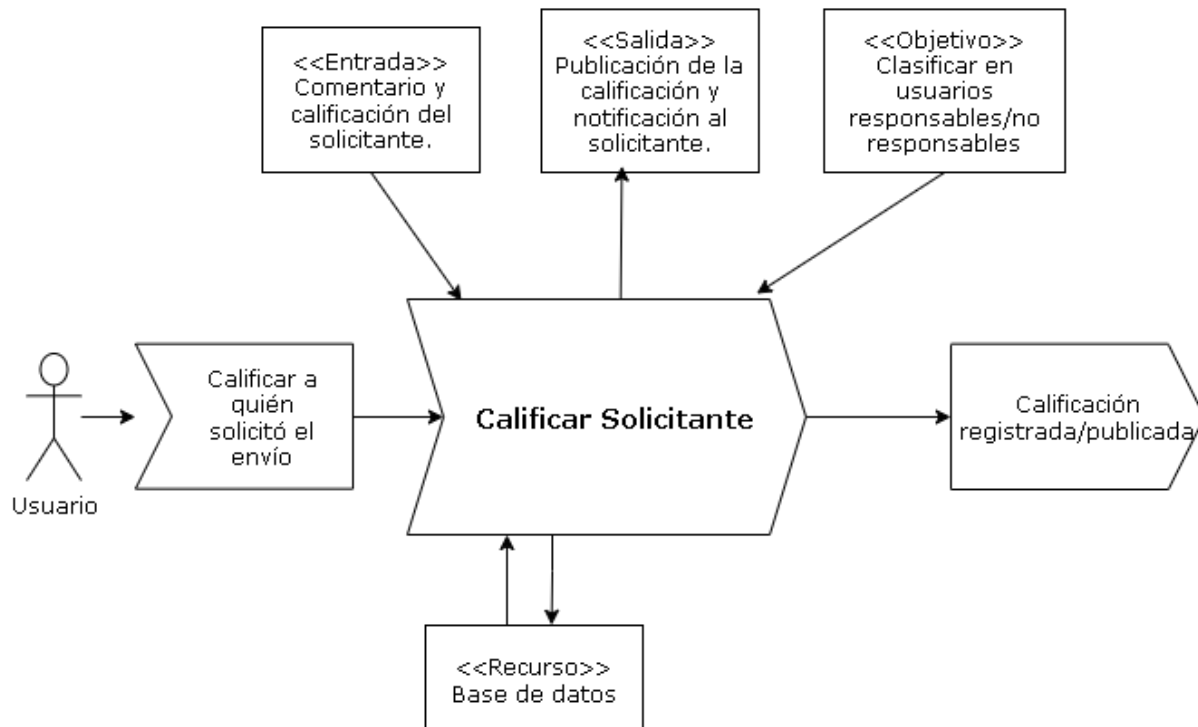 <<Entrada>>
Comentario y
calificación del
solicitante.
<<Salida>>
Publicación de la
calificación y
notificación al
solicitante.
<<Objetivo>>
Clasificar en
usuarios
responsables/no
responsables
Usuario
Calificar a
quién
solicitó el
envío
Calificar Solicitante
Calificación
registrada/publicada
<<Recurso>>
Base de datos